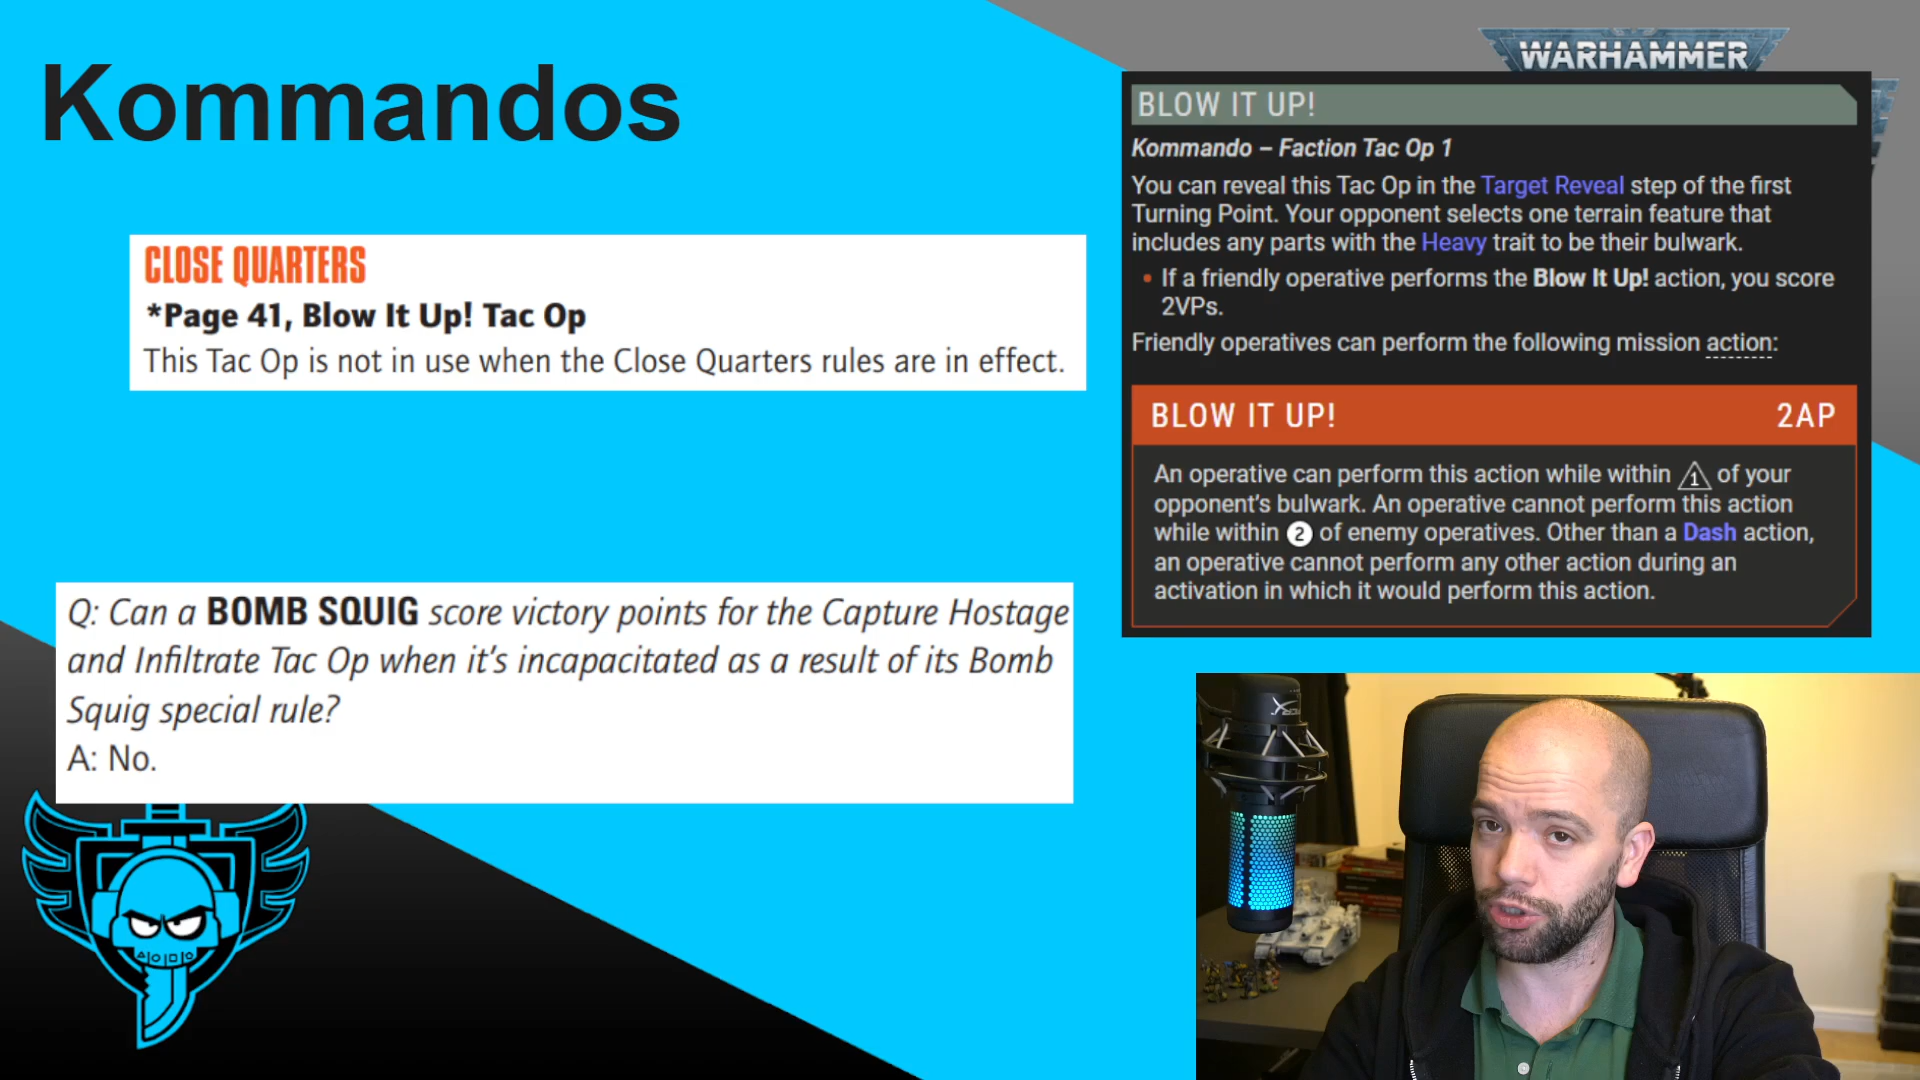 Kommandos
WARHAMMER
CLOSE QUARTERS
*Page 41, Blow It Up! Tac Op
This Tac Op is not in use when the Close Quarters rules are in effect.
Q: Can a BOMB SQUIG score victory points for the Capture Hostage
and Infiltrate Tac Op when it's incapacitated as a result of its Bomb
Squig special rule?
A: No.
BLOW IT UP!
Kommando – Faction Tac Op 1
You can reveal this Tac Op in the Target Reveal step of the first
Turning Point. Your opponent selects one terrain feature that
includes any parts with the Heavy trait to be their bulwark.
• If a friendly operative performs the Blow It Up! action, you score
2VPs.
Friendly operatives can perform the following mission action:
BLOW IT UP! 2AP
An operative can perform this action while within 1 of your
opponent's bulwark. An operative cannot perform this action
while within 2 of enemy operatives. Other than a Dash action,
an operative cannot perform any other action during an
activation in which it would perform this action.